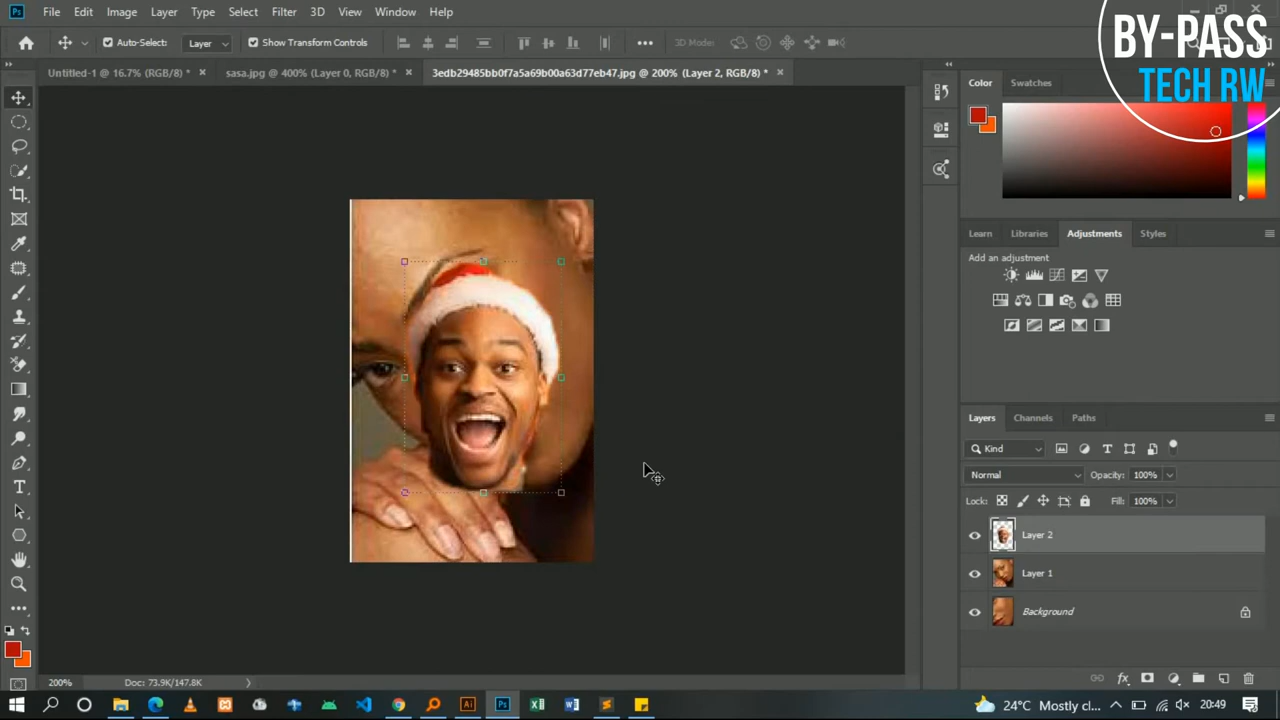 File Edit Image Layer Type Select Filter 3D View Window Help
BY-PASS
TECH RW
Auto-Select: Layer Show Transform Controls 3D Mode:
Untitled-1 @ 16.7% (RGB/8) * sasa.jpg @ 400% (Layer 0, RGB/8) * 3edb29485bb0f7a5a69b00a63d77eb47.jpg @ 200% (Layer 2, RGB/8) *
Color Swatches
Learn Libraries Adjustments Styles
Add an adjustment
Layers Channels Paths
Kind
Normal Opacity: 100%
Lock: Fill: 100%
Layer 2
Layer 1
Background
200% Doc: 73.9K/147.8K
24°C Mostly cl... 20:49